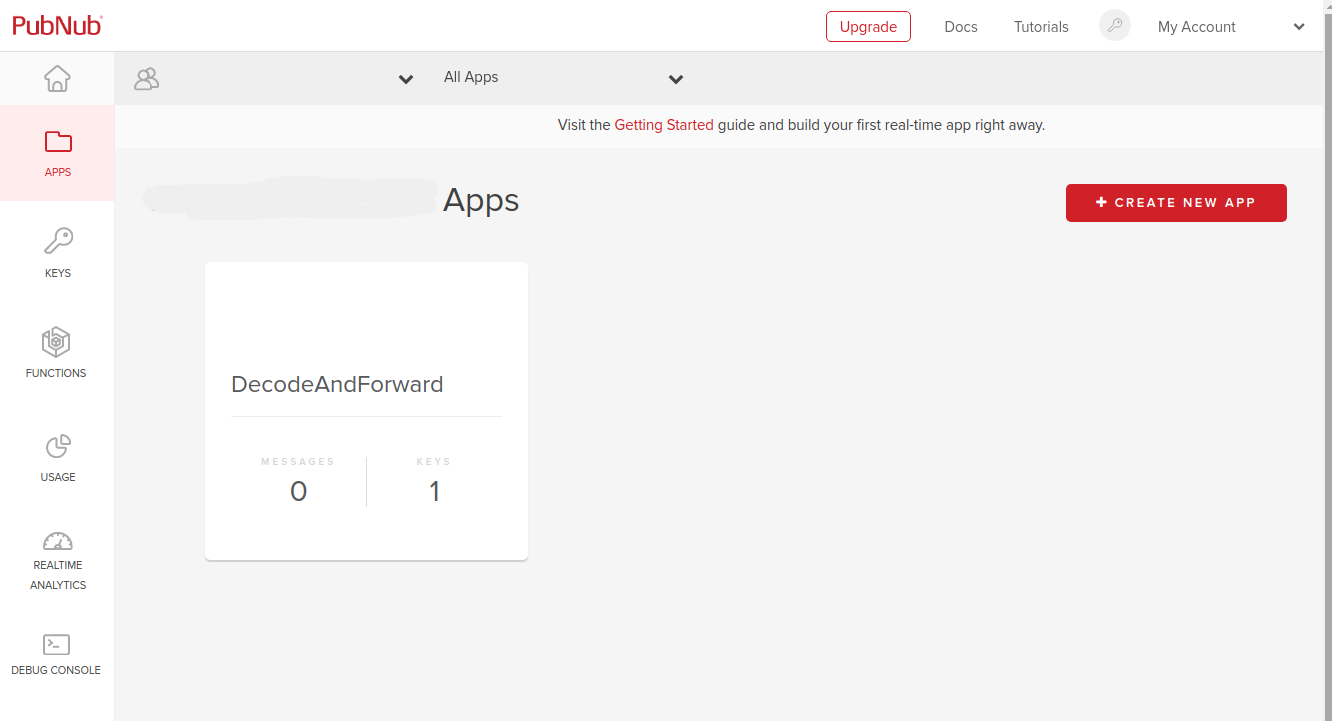 PubNub
Upgrade
Docs
Tutorials
My Account
All Apps
Visit the Getting Started guide and build your first real-time app right away.
APPS
Apps
+ CREATE NEW APP
KEYS
FUNCTIONS
DecodeAndForward
MESSAGES
0
KEYS
1
USAGE
REALTIME
ANALYTICS
DEBUG CONSOLE